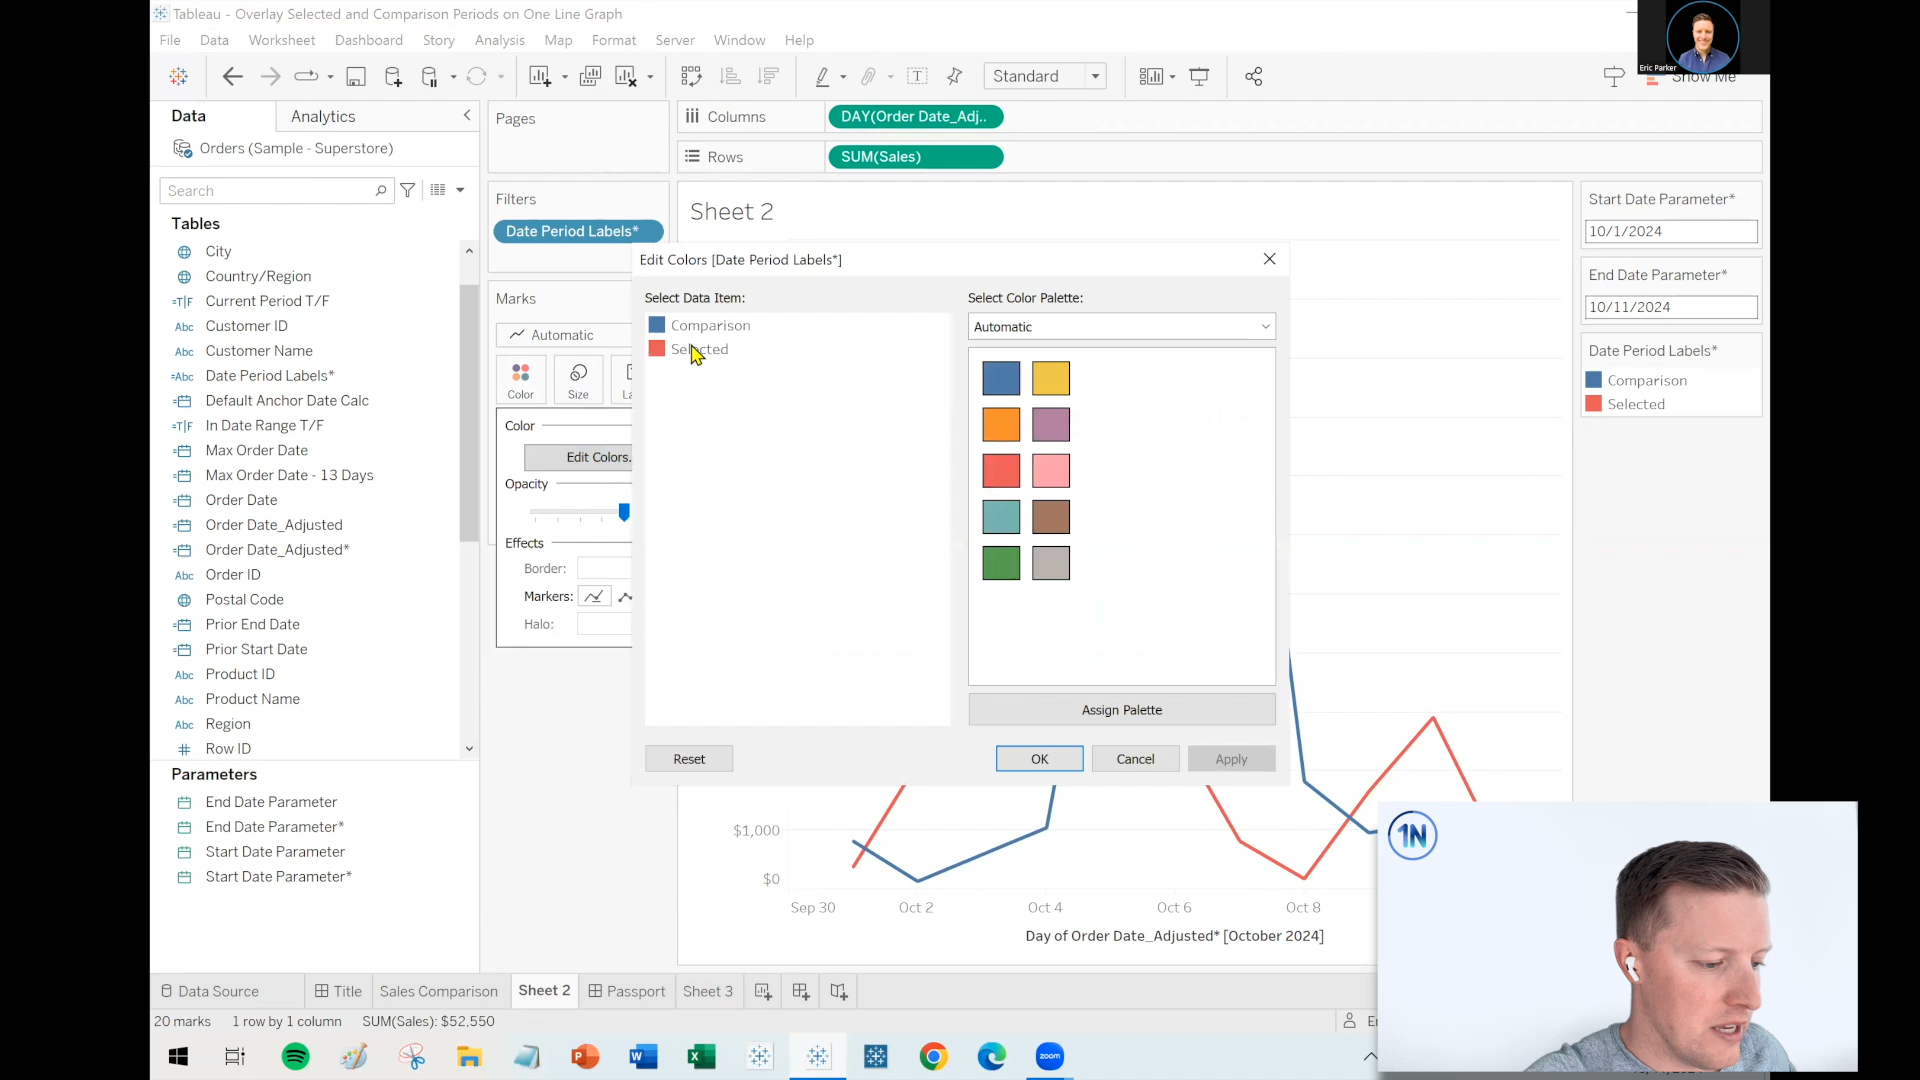 Tableau - Overlay Selected and Comparison Periods on One Line Graph
File Data Worksheet Dashboard Story Analysis Map Format Server Window Help
Eric Parker
Standard
Show Me
Data Analytics
Orders (Sample - Superstore)
Search
Tables
City
Country/Region
=T|F Current Period T/F
Abc Customer ID
Abc Customer Name
=Abc Date Period Labels*
Default Anchor Date Calc
=T|F In Date Range T/F
Max Order Date
Max Order Date - 13 Days
Order Date
Order Date_Adjusted
Order Date_Adjusted*
Abc Order ID
Postal Code
Prior End Date
Prior Start Date
Abc Product ID
Abc Product Name
Abc Region
# Row ID
Parameters
End Date Parameter
End Date Parameter*
Start Date Parameter
Start Date Parameter*
Pages
Filters
Date Period Labels*
Marks
Automatic
Color Size
Color
Edit Colors.
Opacity
Effects
Border:
Markers:
Halo:
Columns DAY(Order Date_Adj..
Rows SUM(Sales)
Sheet 2
Edit Colors [Date Period Labels*]
Select Data Item:
Comparison
Selected
Select Color Palette:
Automatic
Assign Palette
Reset OK Cancel Apply
$1,000
$0
Sep 30 Oct 2 Oct 4 Oct 6 Oct 8
Day of Order Date_Adjusted* [October 2024]
Start Date Parameter*
10/1/2024
End Date Parameter*
10/11/2024
Date Period Labels*
Comparison
Selected
1N
Data Source Title Sales Comparison Sheet 2 Passport Sheet 3
20 marks 1 row by 1 column SUM(Sales): $52,550
zoom